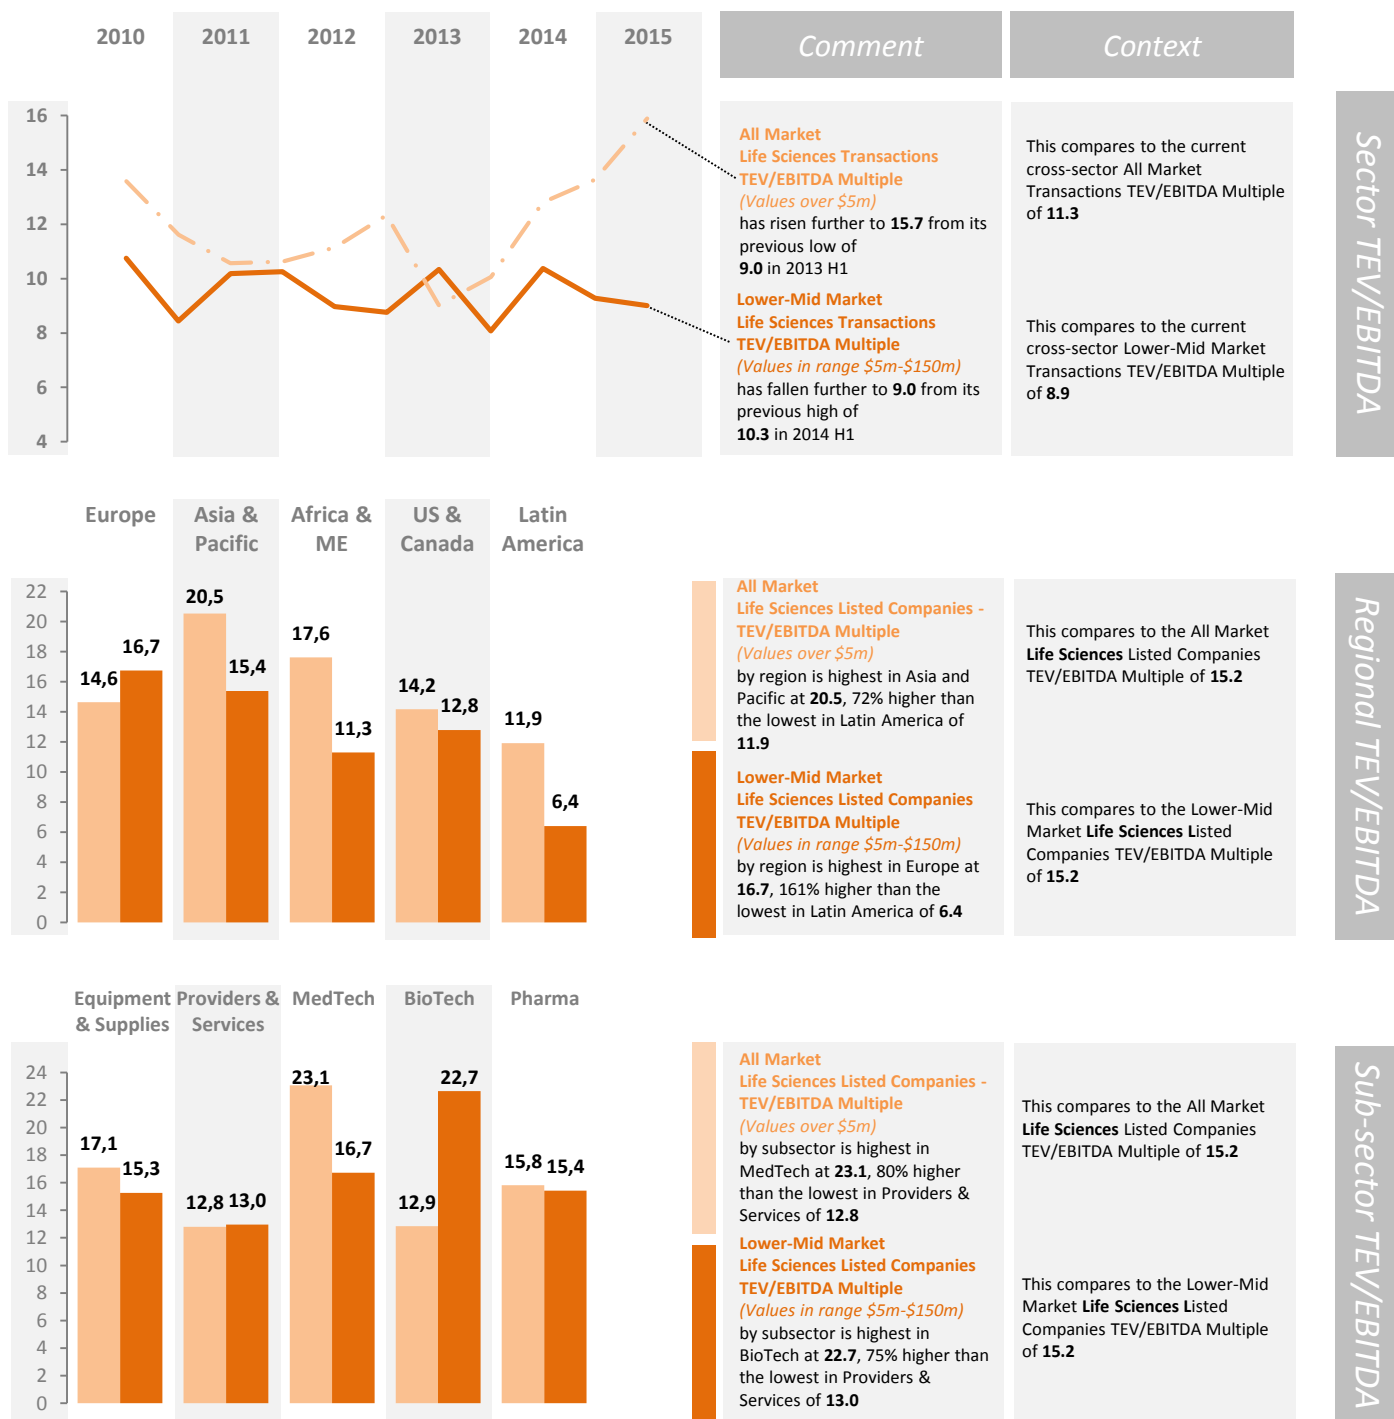 2010 2011 2012 2013 2014 2015
Comment
Context
16
14
12
10
8
6
4
All Market
Life Sciences Transactions
TEV/EBITDA Multiple
(Values over $5m)
has risen further to 15.7 from its
previous low of
9.0 in 2013 H1
Lower-Mid Market
Life Sciences Transactions
TEV/EBITDA Multiple
(Values in range $5m-$150m)
has fallen further to 9.0 from its
previous high of
10.3 in 2014 H1
This compares to the current
cross-sector All Market
Transactions TEV/EBITDA Multiple
of 11.3
This compares to the current
cross-sector Lower-Mid Market
Transactions TEV/EBITDA Multiple
of 8.9
Sector TEV/EBITDA
Europe
Asia &
Pacific
Africa &
ME
US &
Canada
Latin
America
22
20
18
16
14
12
10
8
6
4
2
0
14,6
16,7
20,5
15,4
17,6
11,3
14,2
12,8
11,9
6,4
All Market
Life Sciences Listed Companies -
TEV/EBITDA Multiple
(Values over $5m)
by region is highest in Asia and
Pacific at 20.5, 72% higher than
the lowest in Latin America of
11.9
Lower-Mid Market
Life Sciences Listed Companies
TEV/EBITDA Multiple
(Values in range $5m-$150m)
by region is highest in Europe at
16.7, 161% higher than the
lowest in Latin America of 6.4
This compares to the All Market
Life Sciences Listed Companies
TEV/EBITDA Multiple of 15.2
This compares to the Lower-Mid
Market Life Sciences Listed
Companies TEV/EBITDA Multiple
of 15.2
Regional TEV/EBITDA
Equipment
& Supplies
Providers &
Services
MedTech
BioTech
Pharma
24
22
20
18
16
14
12
10
8
6
4
2
0
17,1
15,3
12,8
13,0
23,1
16,7
12,9
22,7
15,8
15,4
All Market
Life Sciences Listed Companies -
TEV/EBITDA Multiple
(Values over $5m)
by subsector is highest in
MedTech at 23.1, 80% higher
than the lowest in Providers &
Services of 12.8
Lower-Mid Market
Life Sciences Listed Companies
TEV/EBITDA Multiple
(Values in range $5m-$150m)
by subsector is highest in
BioTech at 22.7, 75% higher than
the lowest in Providers &
Services of 13.0
This compares to the All Market
Life Sciences Listed Companies
TEV/EBITDA Multiple of 15.2
This compares to the Lower-Mid
Market Life Sciences Listed
Companies TEV/EBITDA Multiple
of 15.2
Sub-sector TEV/EBITDA